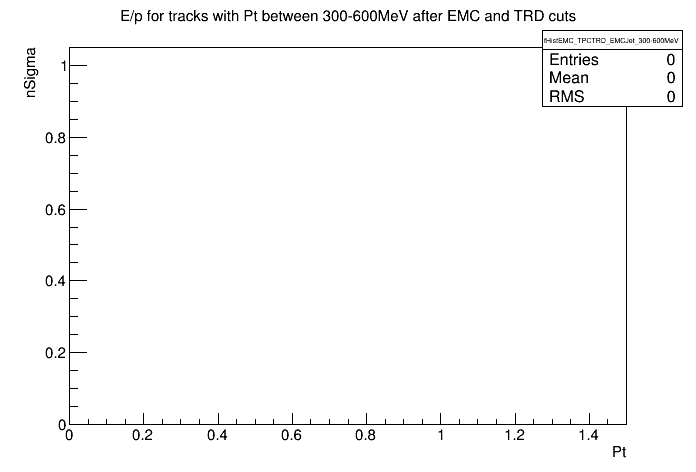 E/p for tracks with Pt between 300-600MeV after EMC and TRD cuts
fHistEMC_TPCTRD_EMCJet_300-600MeV
Entries 0
Mean 0
RMS 0
nSigma
1
0.8
0.6
0.4
0.2
0
0 0.2 0.4 0.6 0.8 1 1.2 1.4
Pt